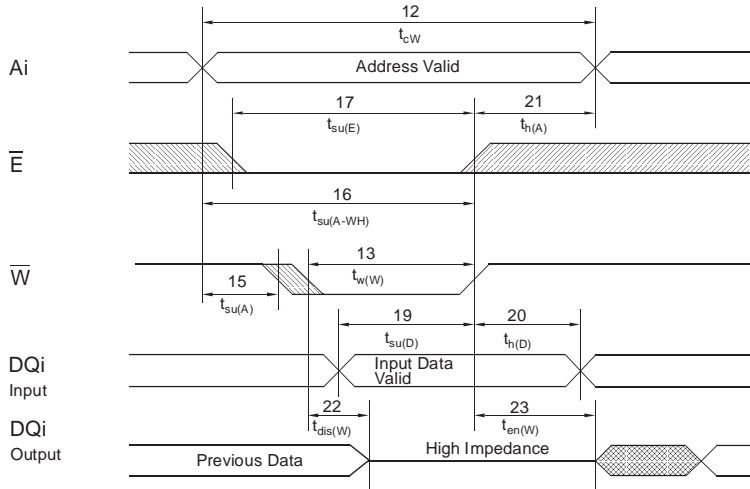 12
t_cW
Ai
Address Valid
17
21
t_su(E)
t_h(A)
E̅
16
t_su(A-WH)
13
W̅
15
t_w(W)
t_su(A)
19
20
t_su(D)
t_h(D)
DQi
Input
Input Data
Valid
22
23
DQi
Output
t_dis(W)
t_en(W)
High Impedance
Previous Data